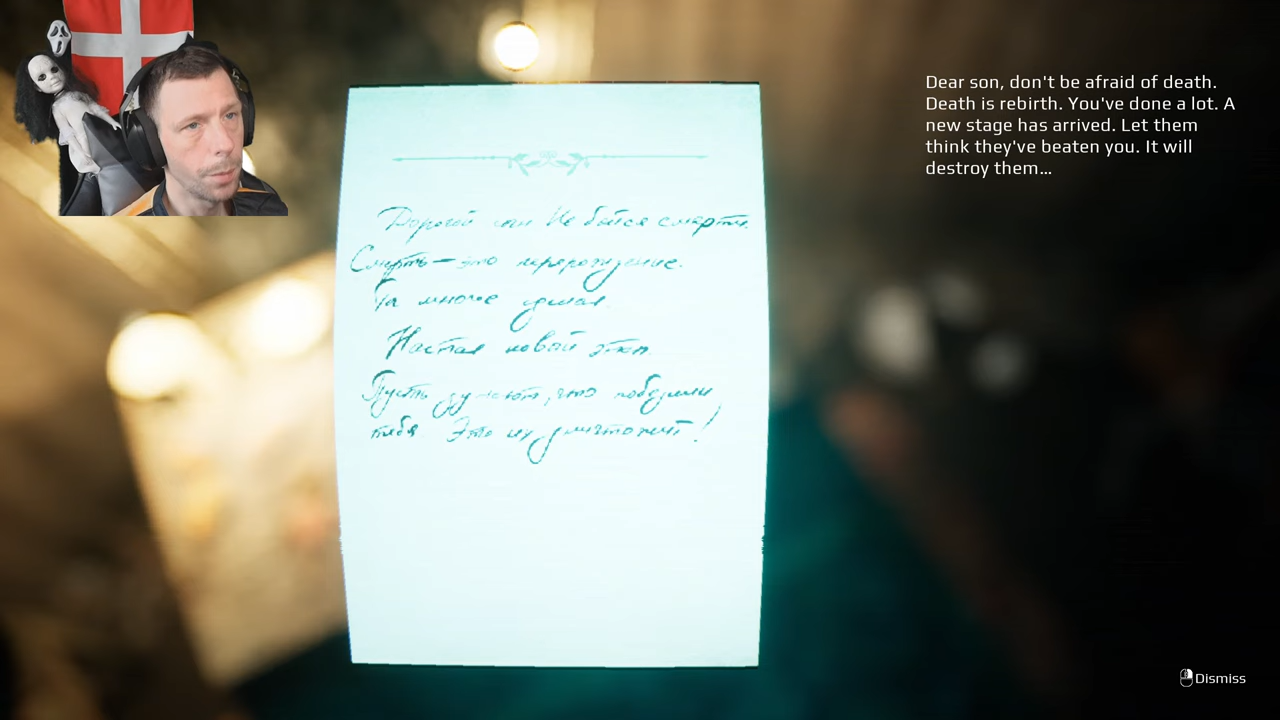 Дорогой сын Не бойся смерти.
Смерть — это перерождение.
Ты многое сделал.
Настал новый этап.
Пусть думают, что победили
тебя Это их уничтожит!
Dear son, don't be afraid of death.
Death is rebirth. You've done a lot. A
new stage has arrived. Let them
think they've beaten you. It will
destroy them...
Dismiss